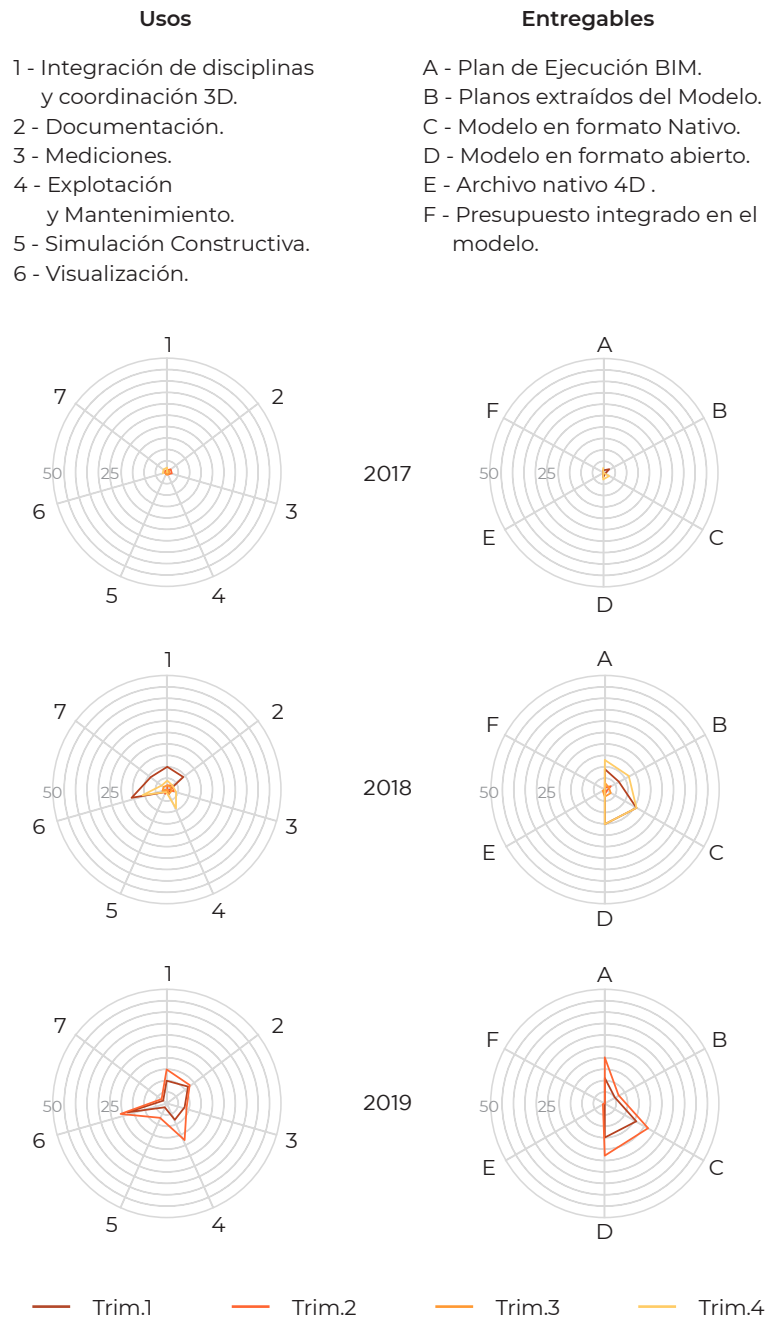 Usos
1 - Integración de disciplinas
y coordinación 3D.
2 - Documentación.
3 - Mediciones.
4 - Explotación
y Mantenimiento.
5 - Simulación Constructiva.
6 - Visualización.
Entregables
A - Plan de Ejecución BIM.
B - Planos extraídos del Modelo.
C - Modelo en formato Nativo.
D - Modelo en formato abierto.
E - Archivo nativo 4D .
F - Presupuesto integrado en el
modelo.
1
7
2
50
25
6
3
5
4
2017
A
F
B
50
25
E
C
D
1
7
2
50
25
6
3
5
4
2018
A
F
B
50
25
E
C
D
1
7
2
50
25
6
3
5
4
2019
A
F
B
50
25
E
C
D
Trim.1
Trim.2
Trim.3
Trim.4